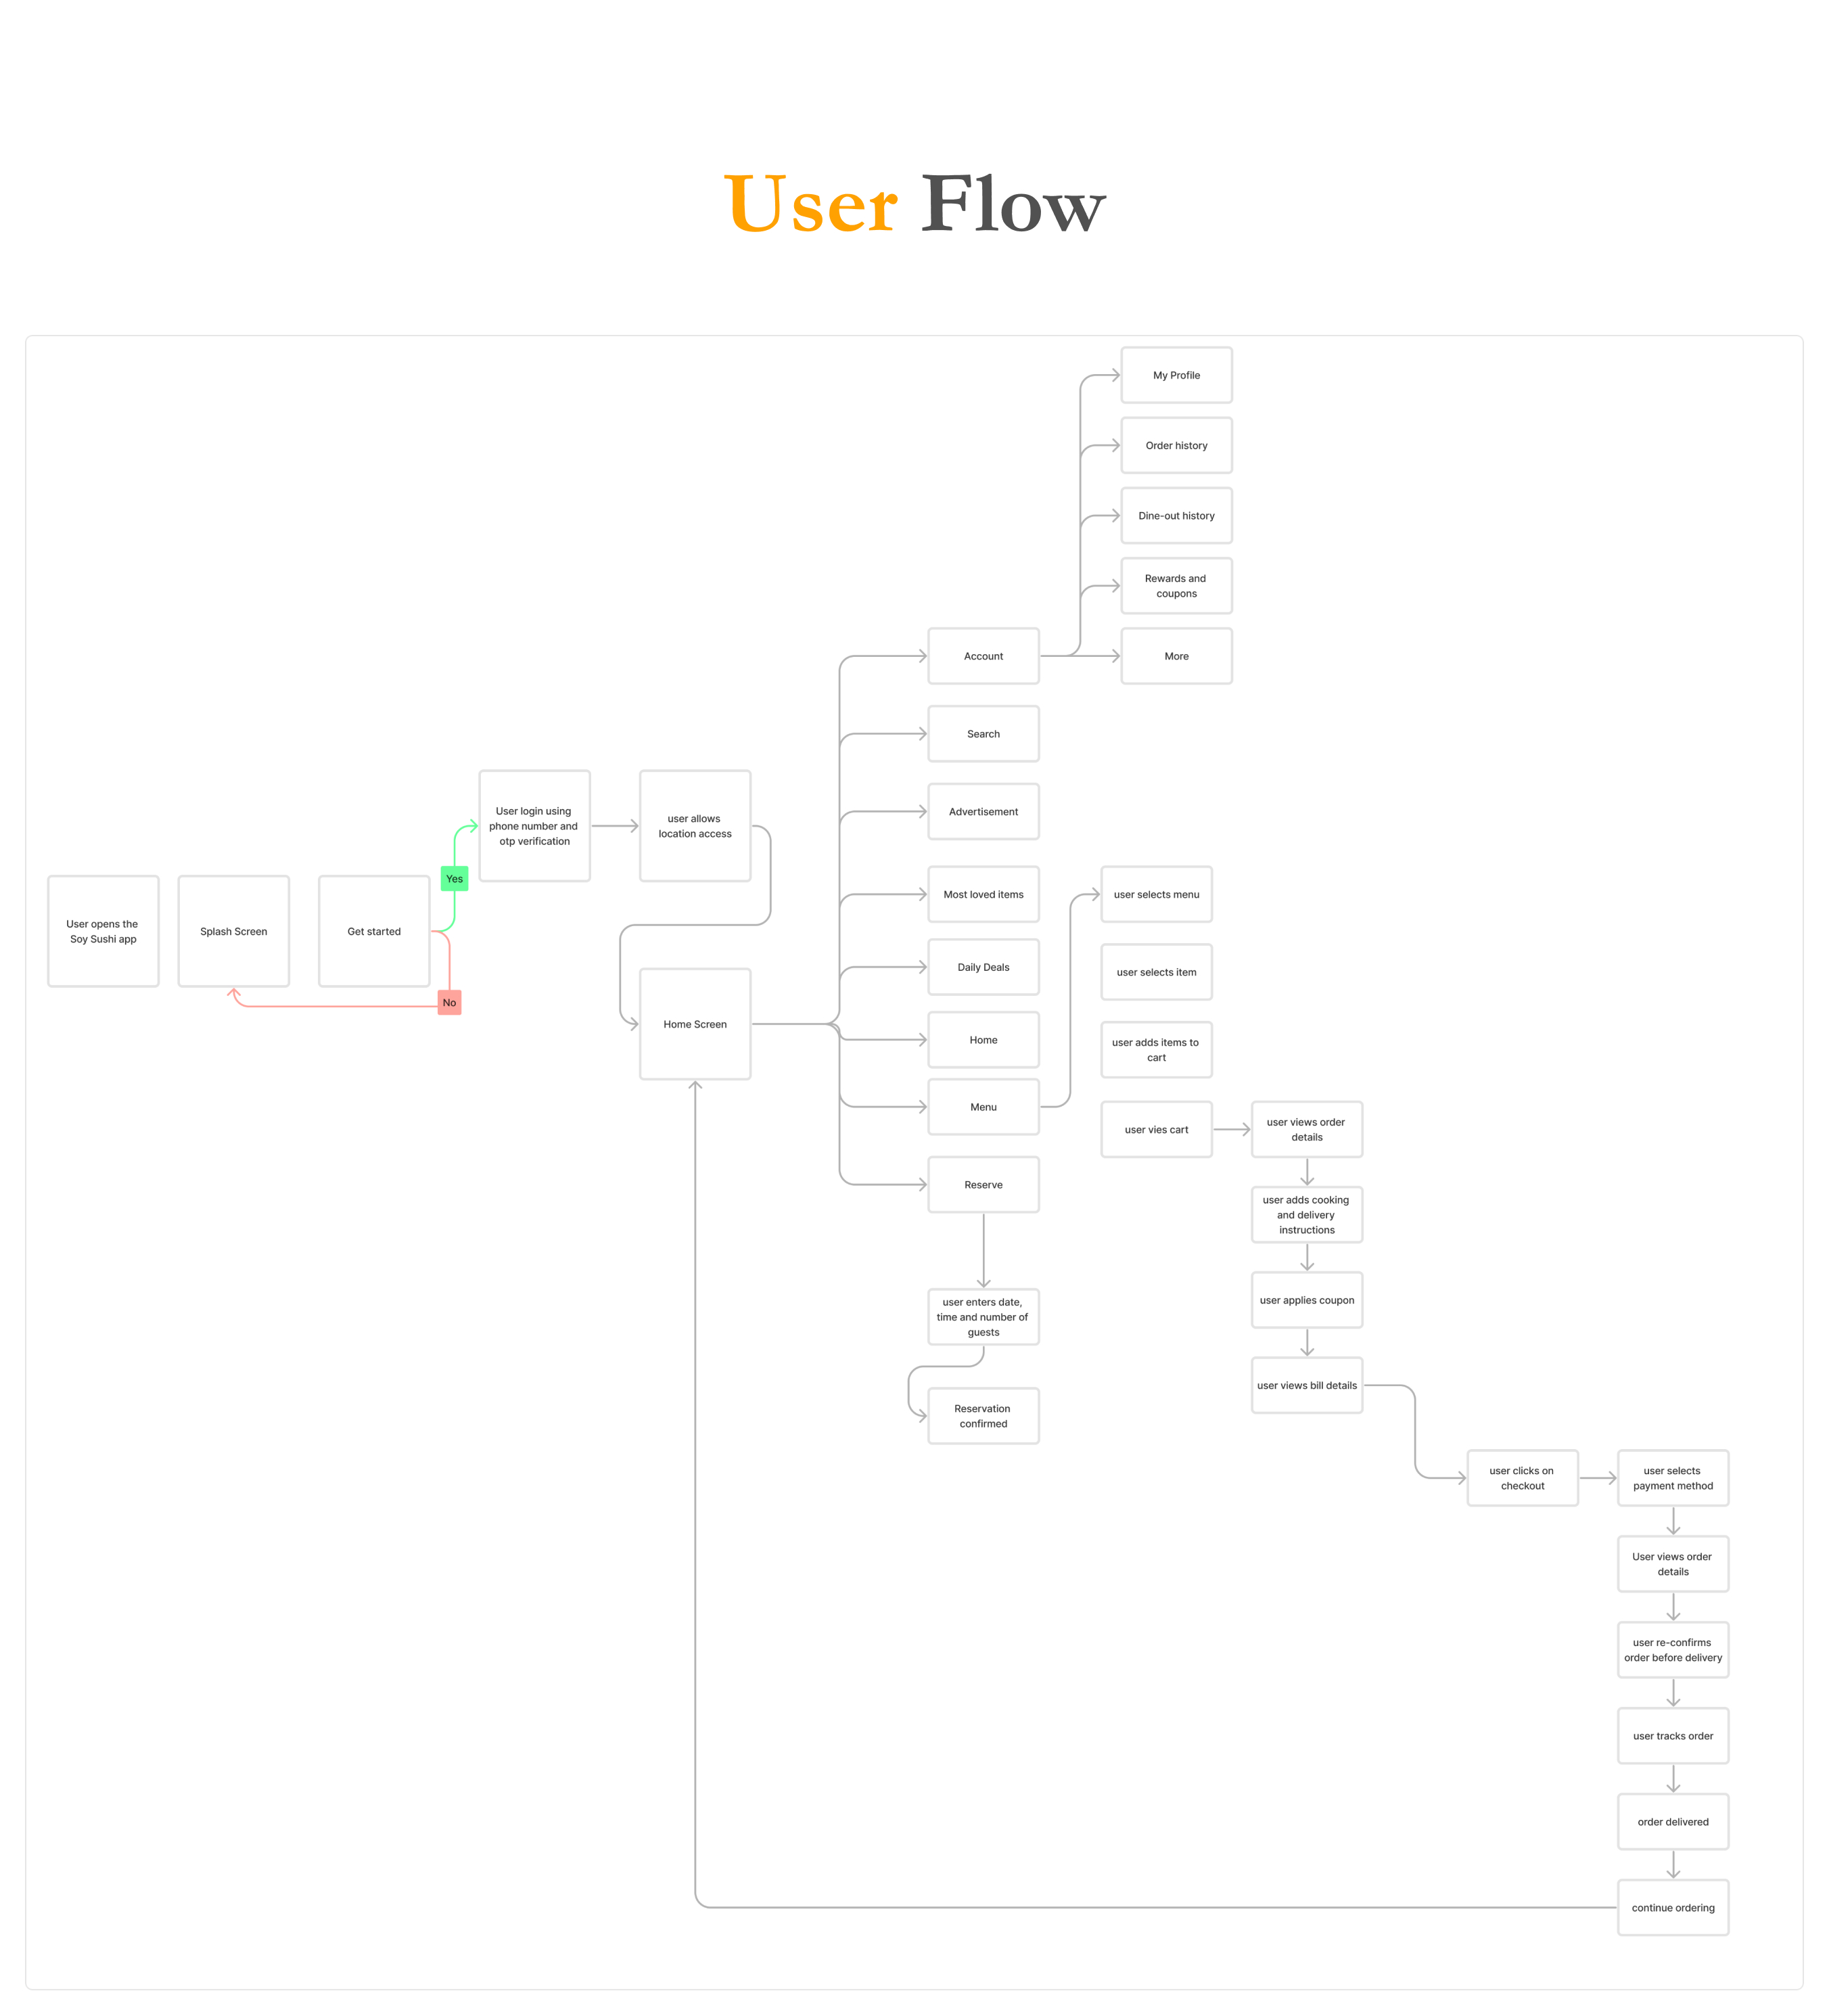 User Flow
My Profile
Order history
Dine-out history
Rewards and
coupons
Account
More
Search
Advertisement
User login using
phone number and
otp verification
user allows
location access
Yes
User opens the
Soy Sushi app
Splash Screen
Get started
No
Home Screen
Most loved items
Daily Deals
Home
Menu
Reserve
user selects menu
user selects item
user adds items to
cart
user vies cart
user views order
details
user adds cooking
and delivery
instructions
user applies coupon
user views bill details
user enters date,
time and number of
guests
Reservation
confirmed
user clicks on
checkout
user selects
payment method
User views order
details
user re-confirms
order before delivery
user tracks order
order delivered
continue ordering